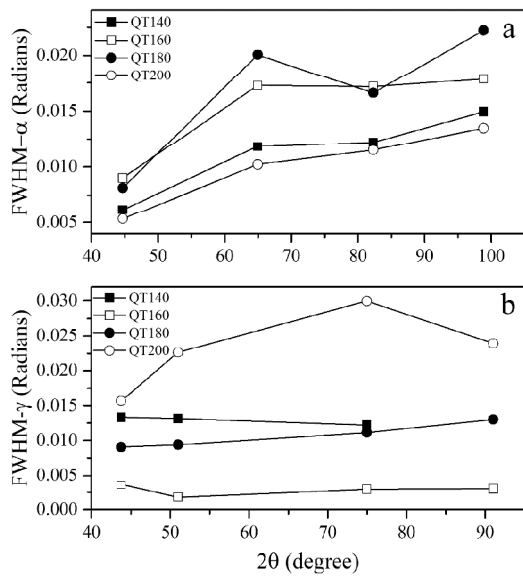 a
QT140
QT160
QT180
QT200
FWHM-α (Radians)
0.020
0.015
0.010
0.005
40 50 60 70 80 90 100
b
QT140
QT160
QT180
QT200
FWHM-γ (Radians)
0.030
0.025
0.020
0.015
0.010
0.005
0.000
40 50 60 70 80 90
2θ (degree)